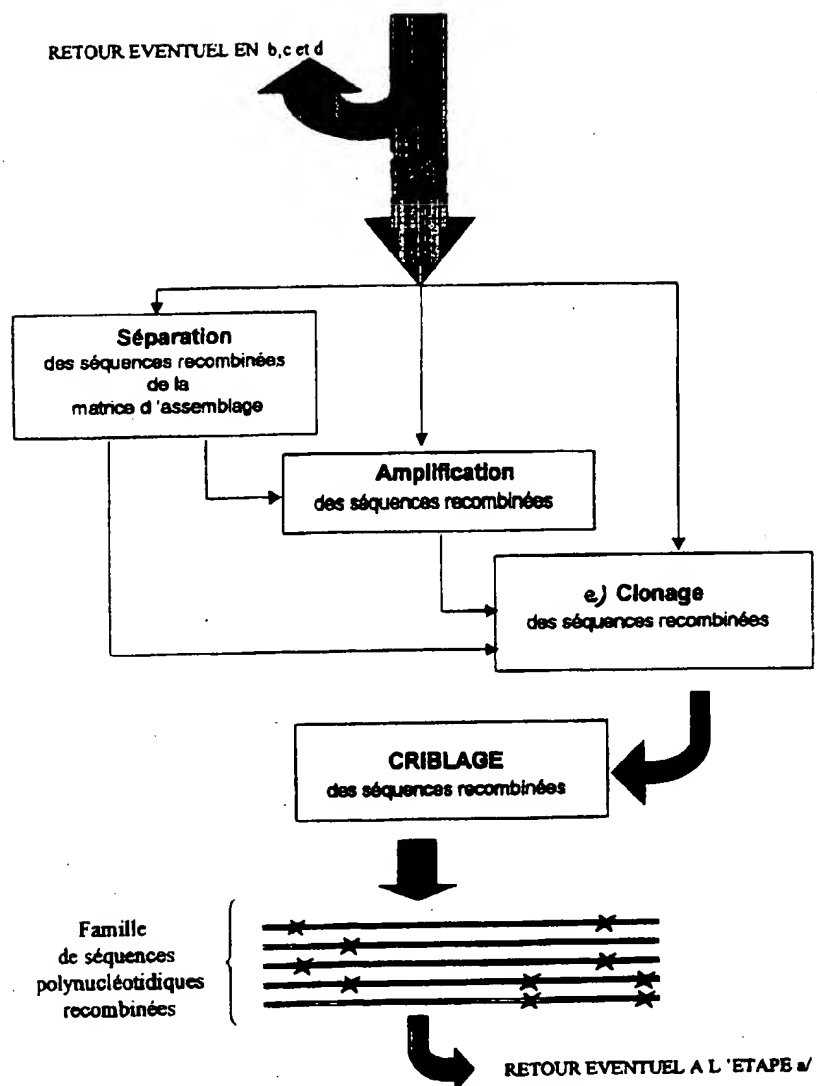 RETOUR EVENTUEL EN b,c et d
Séparation
des séquences recombinées
de la
matrice d 'assemblage
Amplification
des séquences recombinées
e) Clonage
des séquences recombinées
CRIBLAGE
des séquences recombinées
Famille
de séquences
polynucléotidiques
recombinées
RETOUR EVENTUEL A L 'ETAPE a/